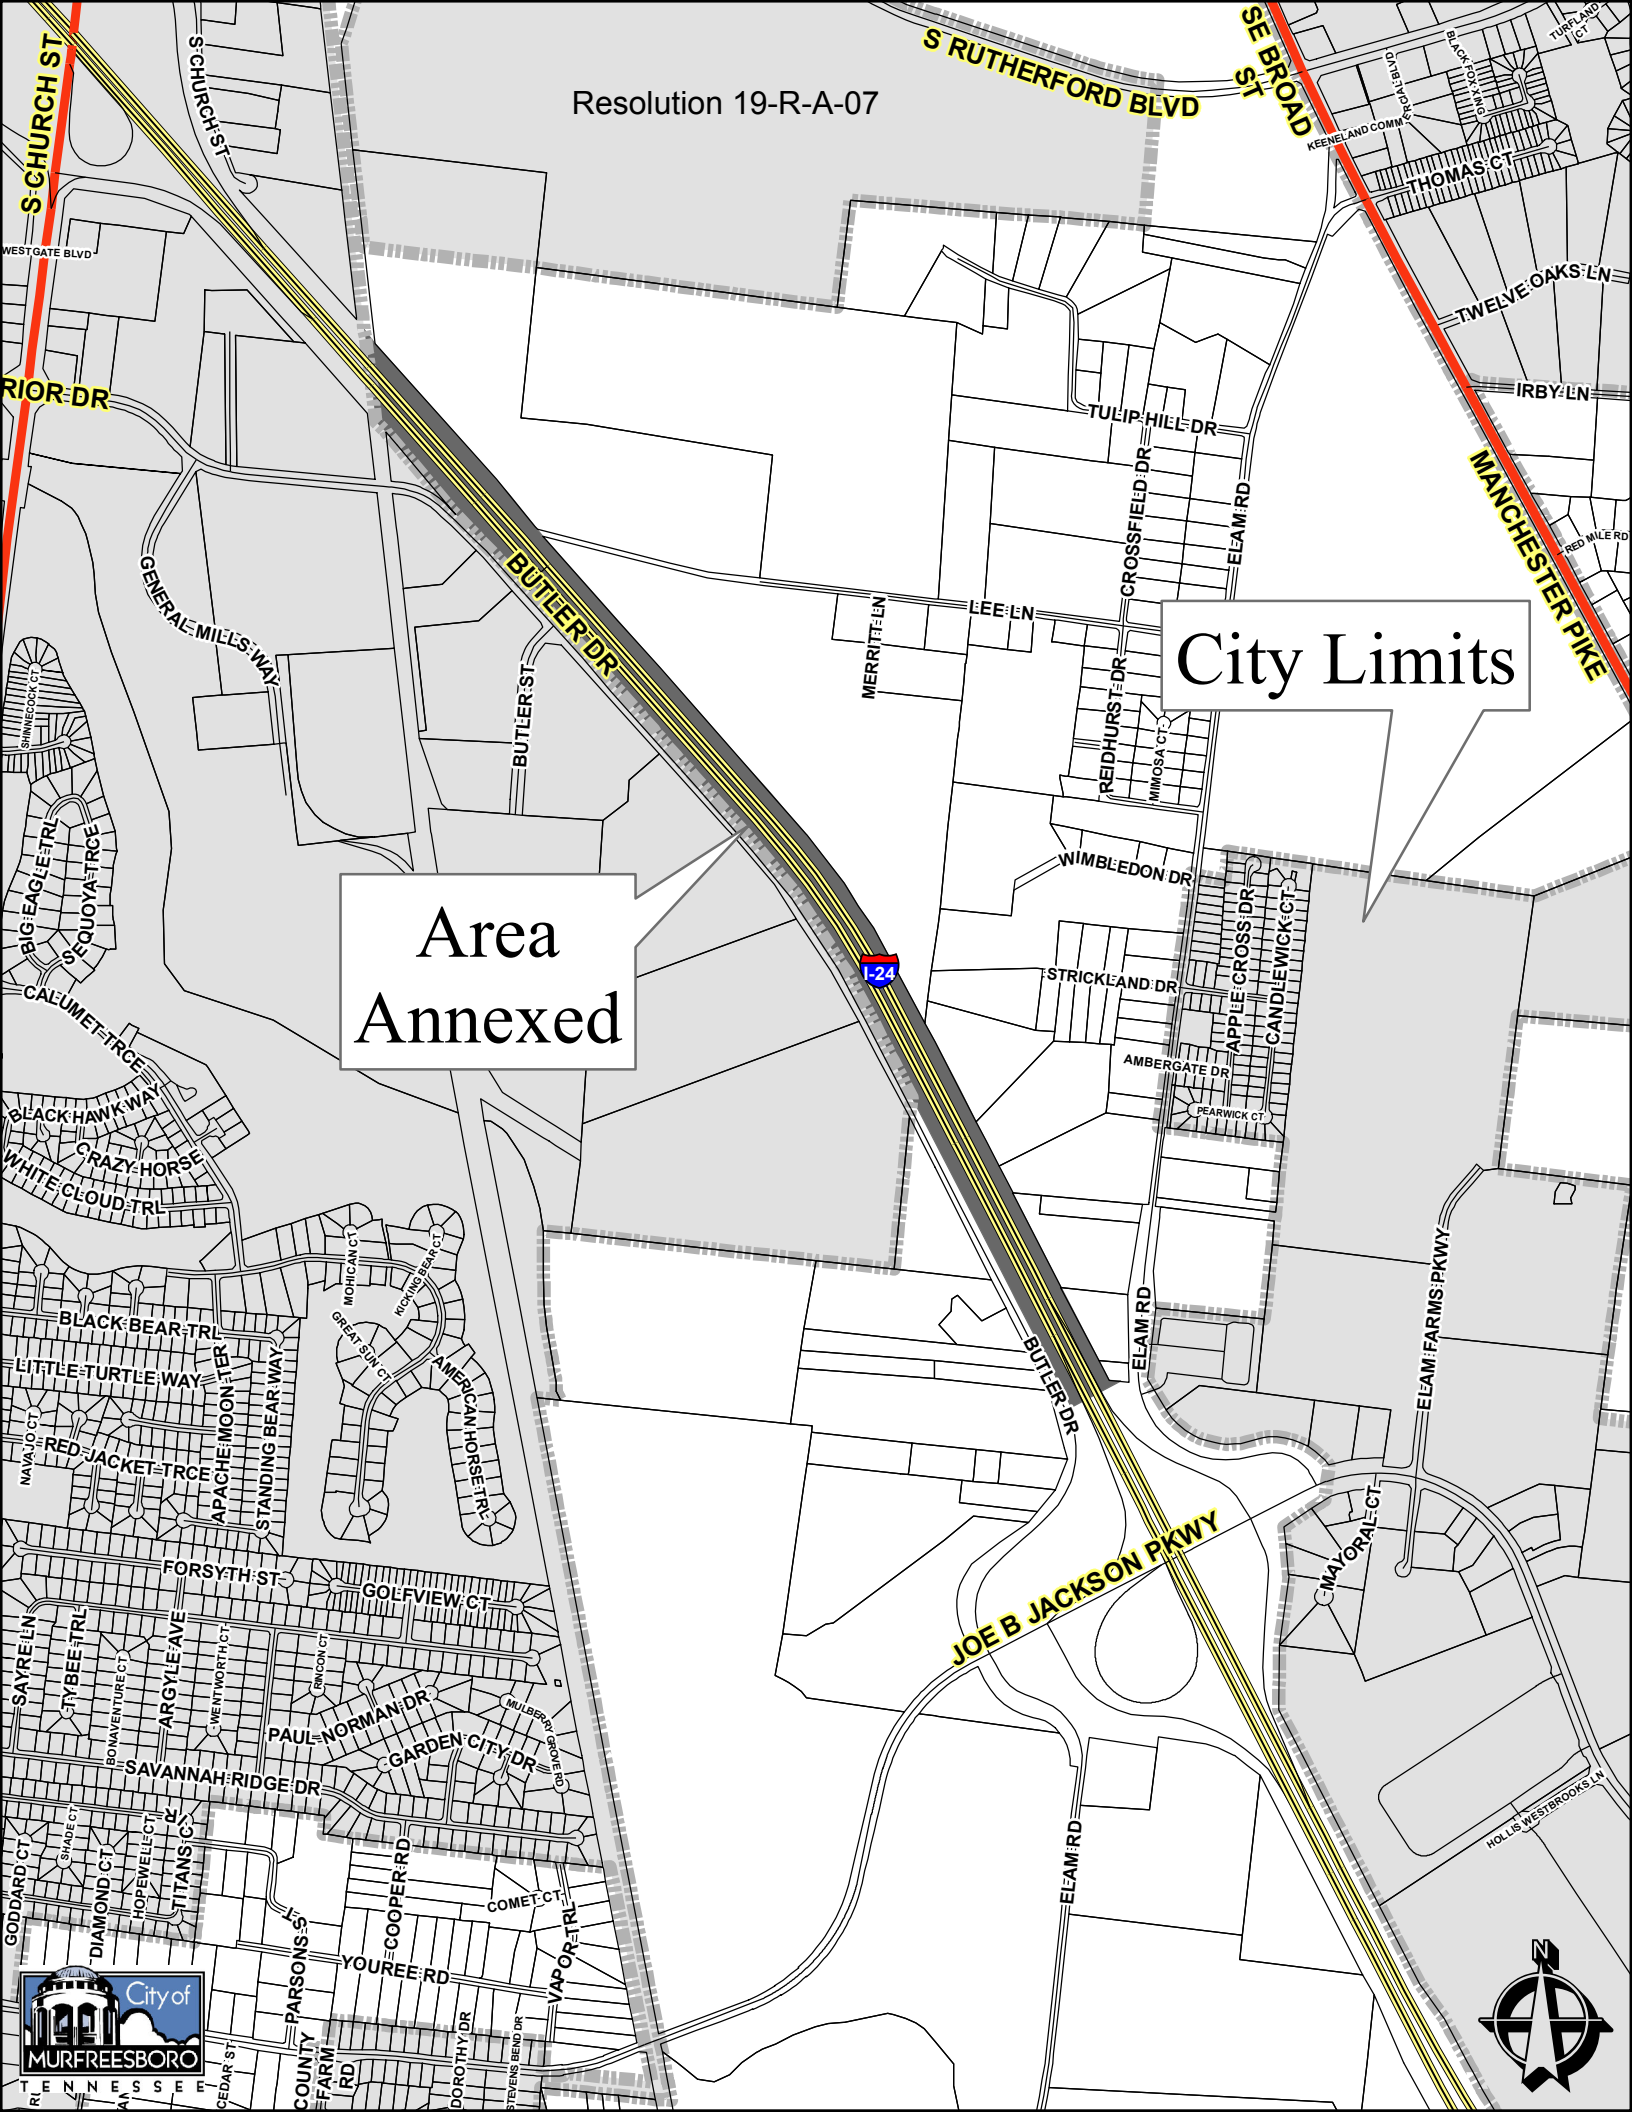 Resolution 19-R-A-07
S CHURCH ST
S CHURCH ST
S RUTHERFORD BLVD
SE BROAD
ST
TURFLAND
CT
BLACK FOX XING
KEENELAND COMMERCIAL BLVD
THOMAS CT
WESTGATE BLVD
TWELVE OAKS LN
IRBY LN
RIOR DR
TULIP HILL DR
CROSSFIELD DR
ELAM RD
MANCHESTER PIKE
RED MILE RD
GENERAL MILLS WAY
BUTLER DR
BUTLER ST
LEE LN
MERRITT LN
City Limits
REIDHURST DR
MIMOSA CT
SHINNECOCK CT
BIG EAGLE TRL
SEQUOYA TRCE
WIMBLEDON DR
APPLE CROSS DR
CANDLEWICK CT
Area
Annexed
I-24
STRICKLAND DR
CALUMET TRCE
AMBERGATE DR
PEARWICK CT
BLACK HAWK WAY
CRAZY HORSE
WHITE CLOUD TRL
MOHICAN CT
KICKING BEAR CT
GREAT SUN CT
AMERICAN HORSE TRL
BLACK BEAR TRL
LITTLE TURTLE WAY
APACHE MOON TER
STANDING BEAR WAY
NAVAJO CT
RED JACKET TRCE
ELAM RD
BUTLER DR
ELAM FARMS PKWY
MAYORAL CT
JOE B JACKSON PKWY
FORSYTH ST
GOLFVIEW CT
SAYRE LN
TYBEE TRL
BONAVENTURE CT
ARGYLE AVE
WENTWORTH CT
RINCON CT
PAUL NORMAN DR
GARDEN CITY DR
MULBERRY GROVE RD
SAVANNAH RIDGE DR
HOLLIS WESTBROOKS LN
GODDARD CT
SHADE CT
DIAMOND CT
HOPEWELL CT
TITANS CIR
PARSONS ST
COOPER RD
COMET CT
VAPOR TRL
YOUREE RD
ELAM RD
CEDAR ST
COUNTY
FARM
RD
DOROTHY DR
STEVENS BEND DR
City of
MURFREESBORO
TENNESSEE
N